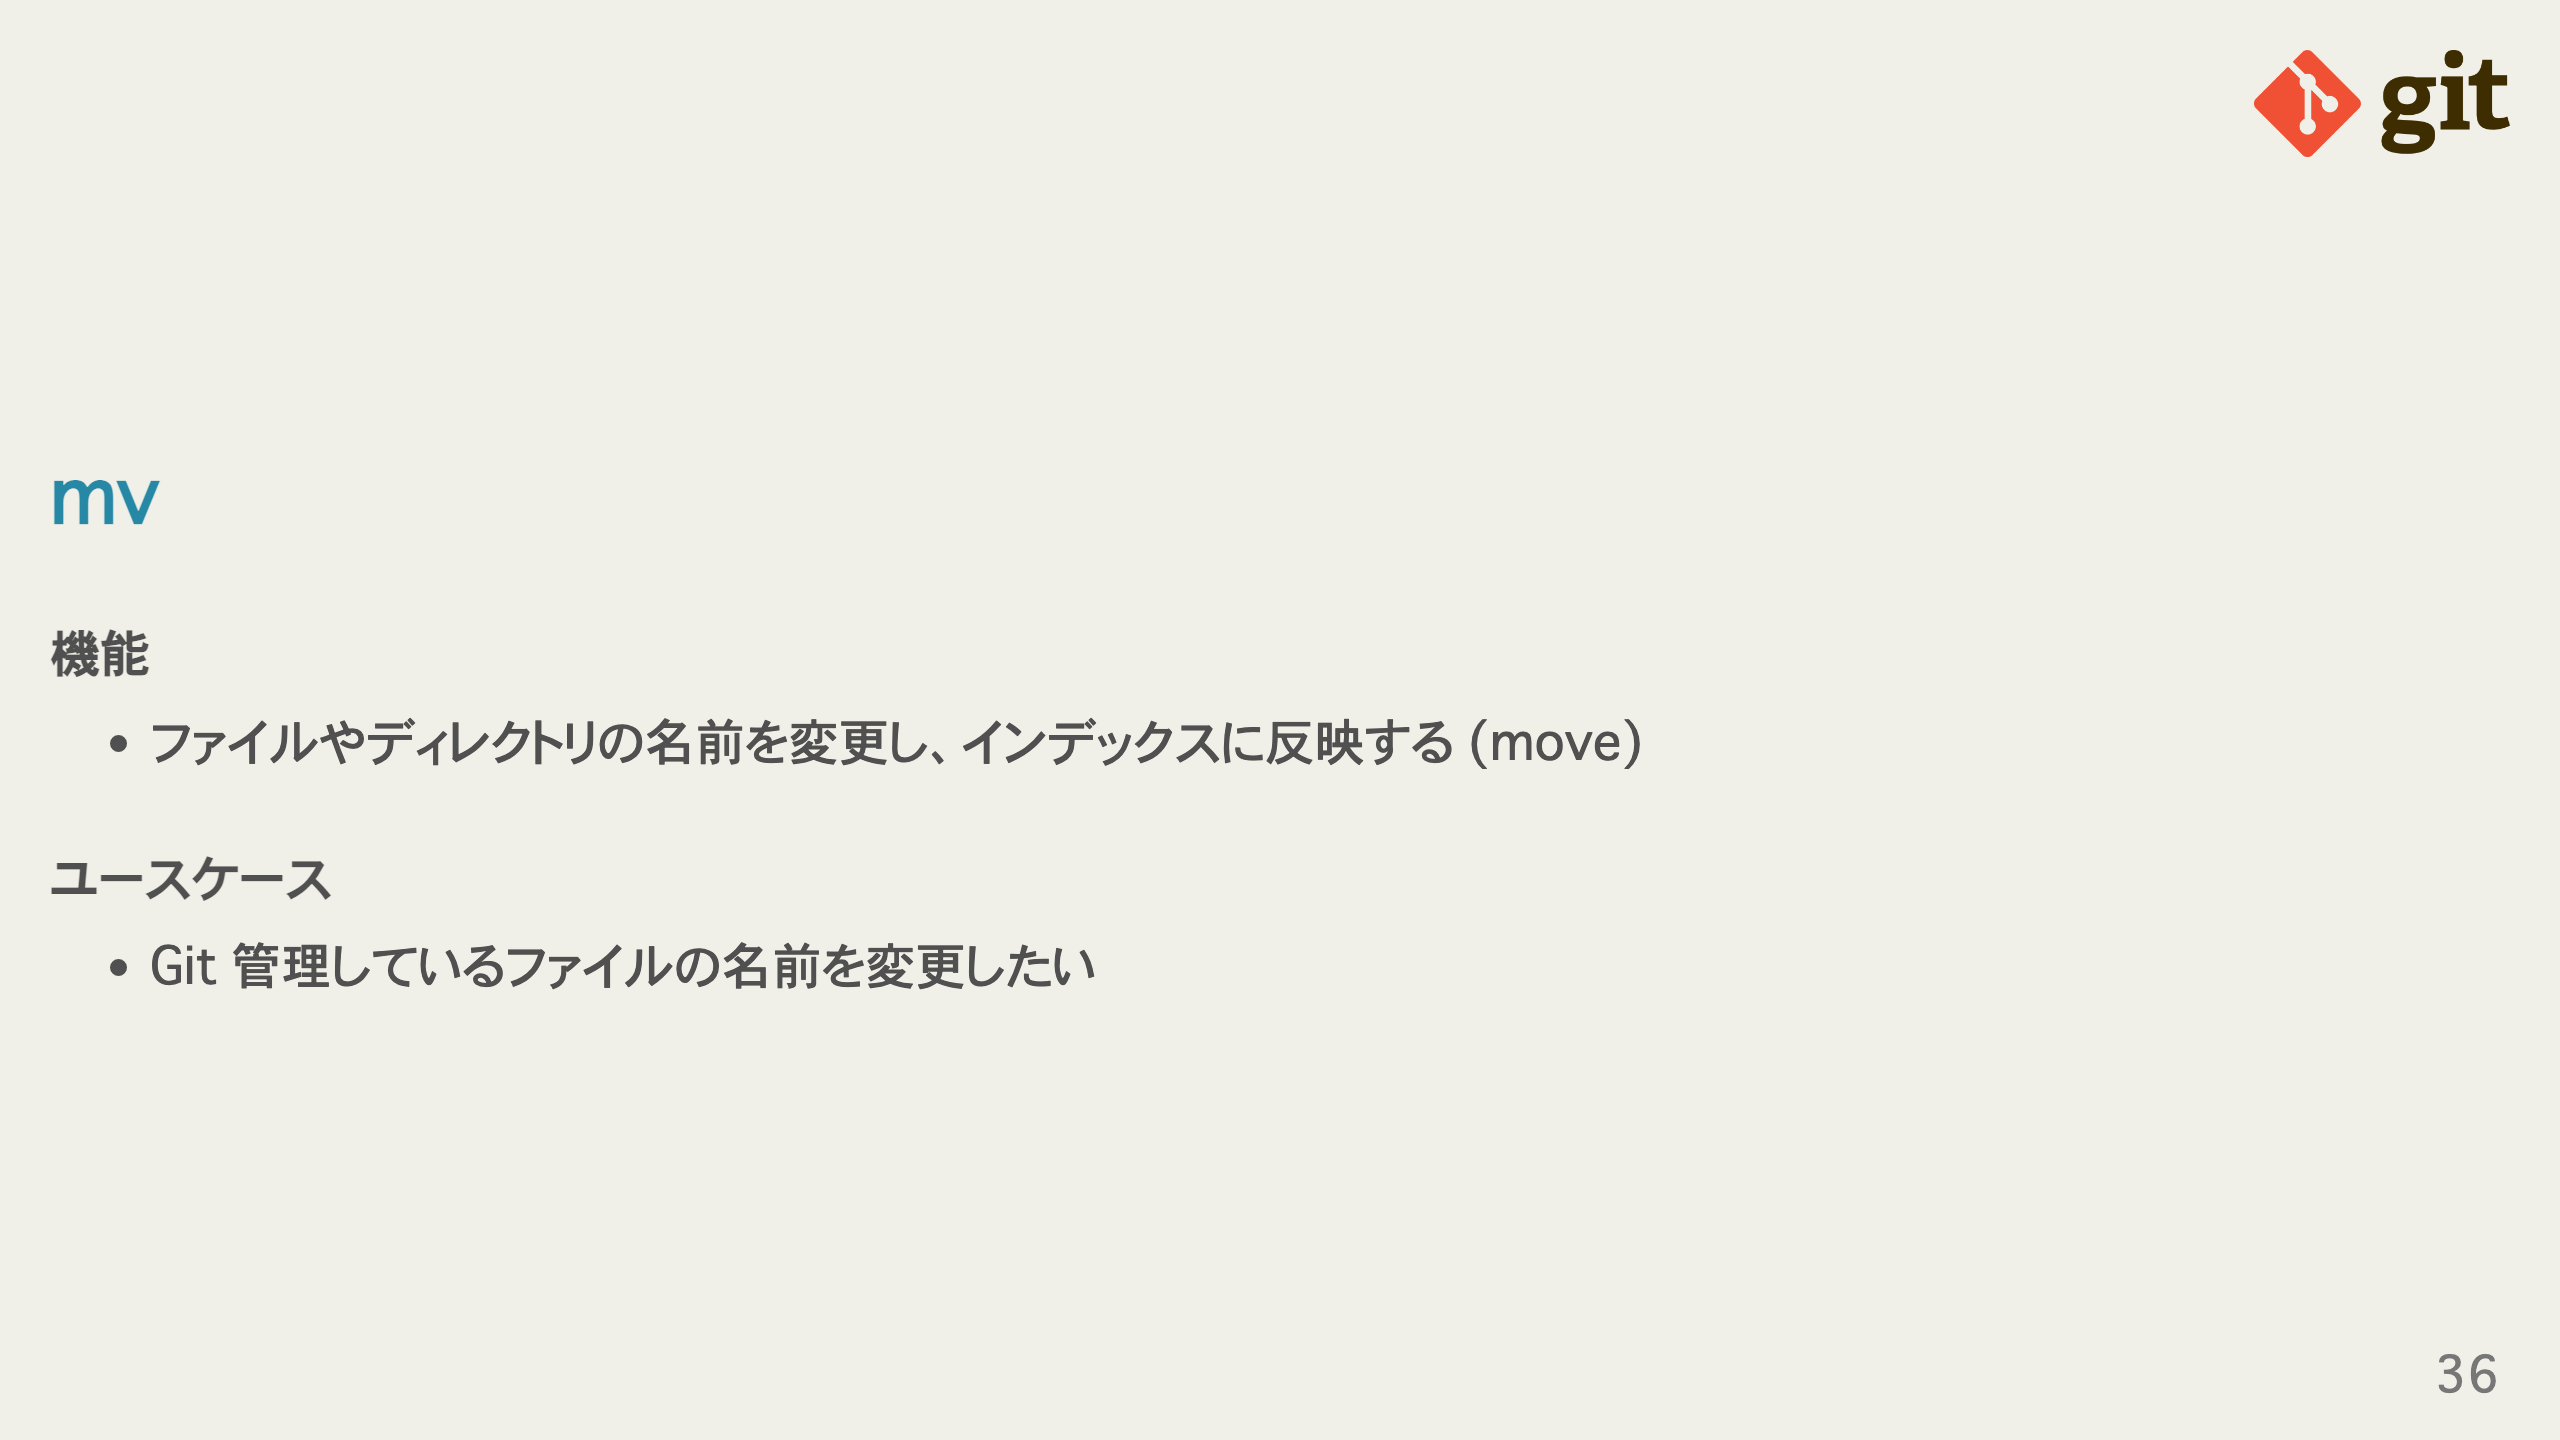 git
mv
機能
• ファイルやディレクトリの名前を変更し、インデックスに反映する (move)
ユースケース
• Git 管理しているファイルの名前を変更したい
36